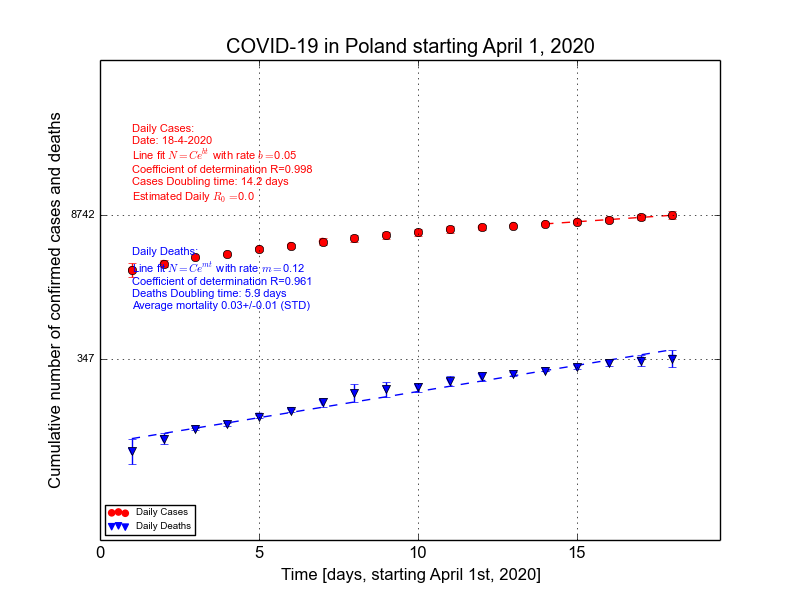 COVID-19 in Poland starting April 1, 2020
Cumulative number of confirmed cases and deaths
Daily Cases:
Date: 18-4-2020
Line fit N = Ce^{bt} with rate b =0.05
Coefficient of determination R=0.998
Cases Doubling time: 14.2 days
Estimated Daily R_0 =0.0
8742
Daily Deaths:
Line fit N = Ce^{mt} with rate m =0.12
Coefficient of determination R=0.961
Deaths Doubling time: 5.9 days
Average mortality 0.03+/-0.01 (STD)
347
Daily Cases
Daily Deaths
0 5 10 15
Time [days, starting April 1st, 2020]